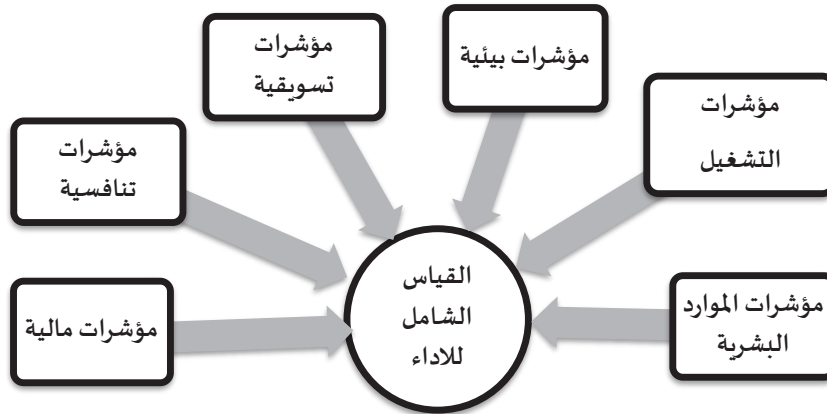 مؤشرات بيئية
مؤشرات
تسويقية
مؤشرات
التشغيل
مؤشرات
تنافسية
القياس
الشامل
للاداء
مؤشرات الموارد
البشرية
مؤشرات مالية